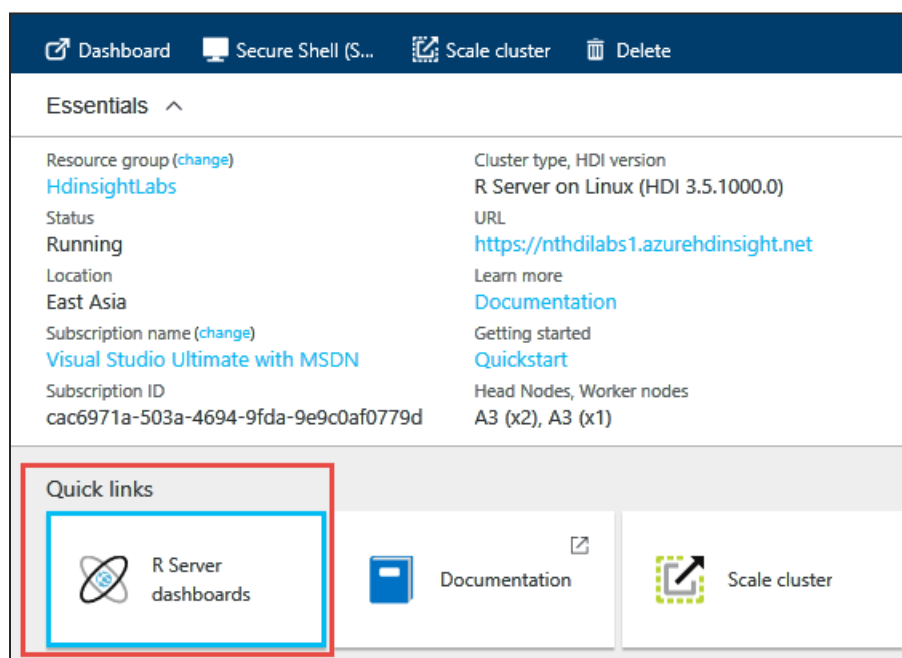 Dashboard Secure Shell (S... Scale cluster Delete
Essentials
Resource group (change)
HdinsightLabs
Status
Running
Location
East Asia
Subscription name (change)
Visual Studio Ultimate with MSDN
Subscription ID
cac6971a-503a-4694-9fda-9e9c0af0779d
Cluster type, HDI version
R Server on Linux (HDI 3.5.1000.0)
URL
https://nthdilabs1.azurehdinsight.net
Learn more
Documentation
Getting started
Quickstart
Head Nodes, Worker nodes
A3 (x2), A3 (x1)
Quick links
R Server
dashboards
Documentation
Scale cluster